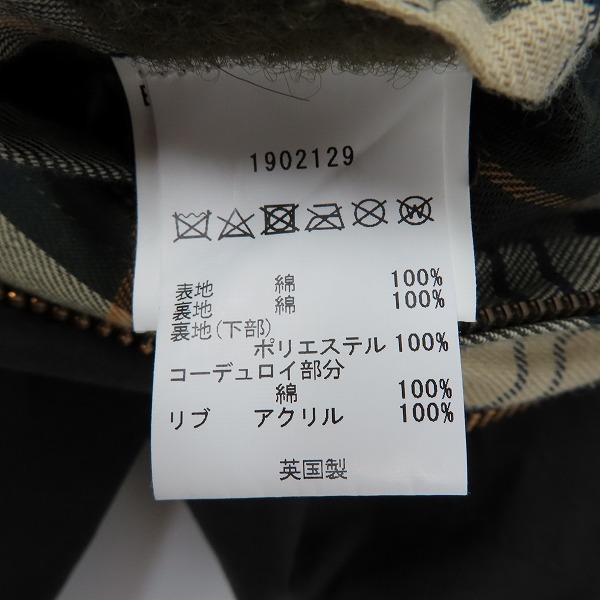 1902129
表地 綿 100%
裏地 綿 100%
裏地(下部)
ポリエステル 100%
コーデュロイ部分
綿 100%
リブ アクリル 100%
英国製